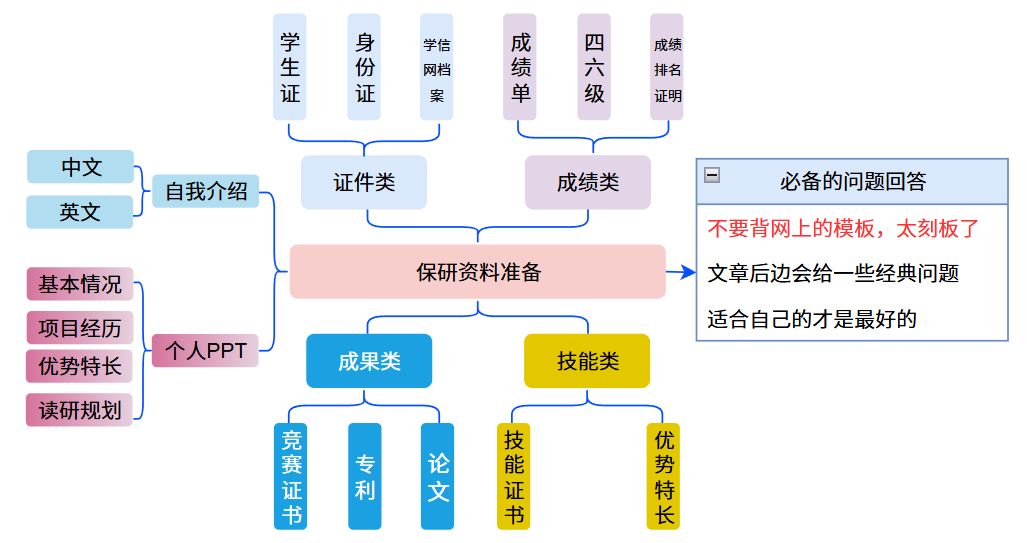 学生证
身份证
学信
网档
案
成绩单
四六级
成绩
排名
证明
证件类
成绩类
中文
英文
自我介绍
必备的问题回答
不要背网上的模板，太刻板了
文章后边会给一些经典问题
适合自己的才是最好的
保研资料准备
基本情况
项目经历
优势特长
读研规划
个人PPT
成果类
技能类
竞赛证书
专利
论文
技能证书
优势特长